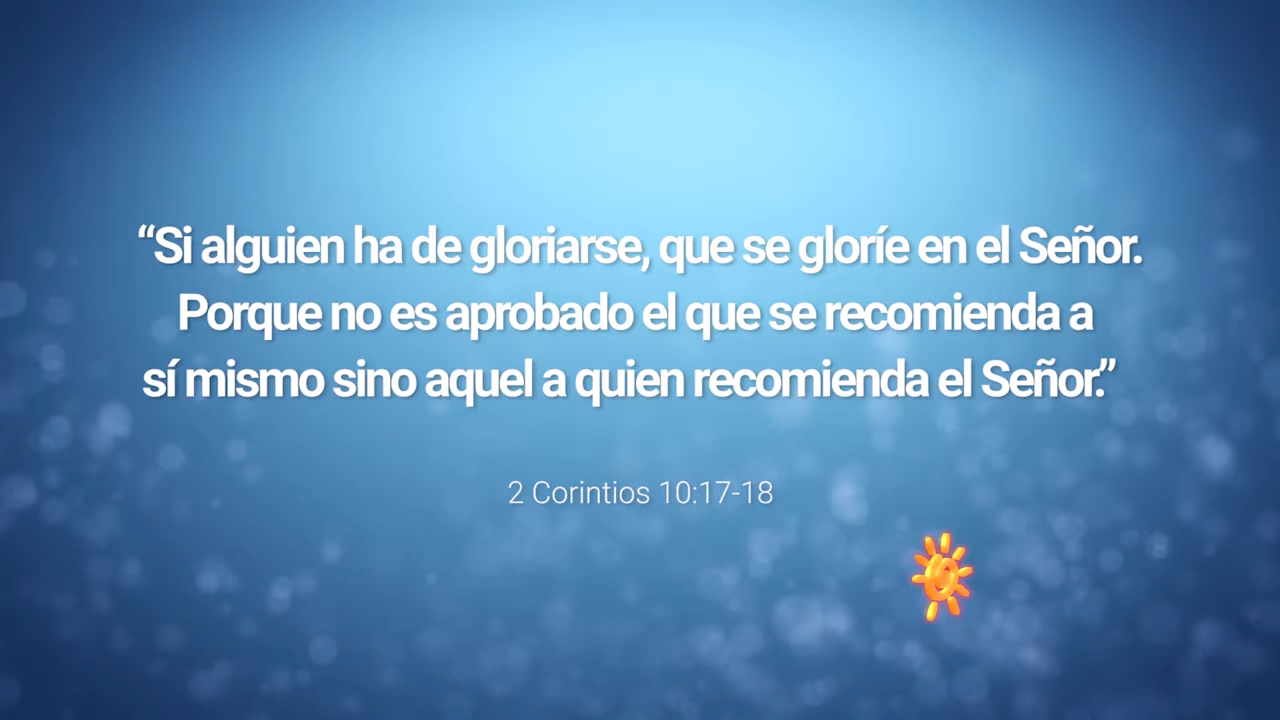 “Si alguien ha de gloriarse, que se gloríe en el Señor.
Porque no es aprobado el que se recomienda a
sí mismo sino aquel a quien recomienda el Señor.”
2 Corintios 10:17-18